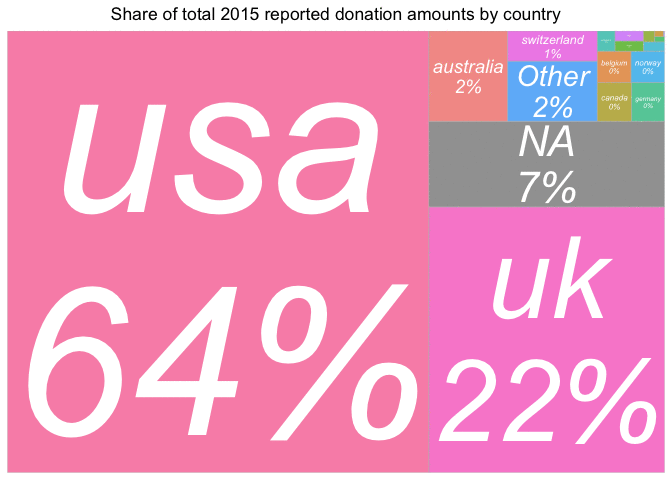 Share of total 2015 reported donation amounts by country
usa
64%
australia
2%
switzerland
1%
Other
2%
belgium
0%
norway
0%
canada
0%
germany
0%
NA
7%
uk
22%